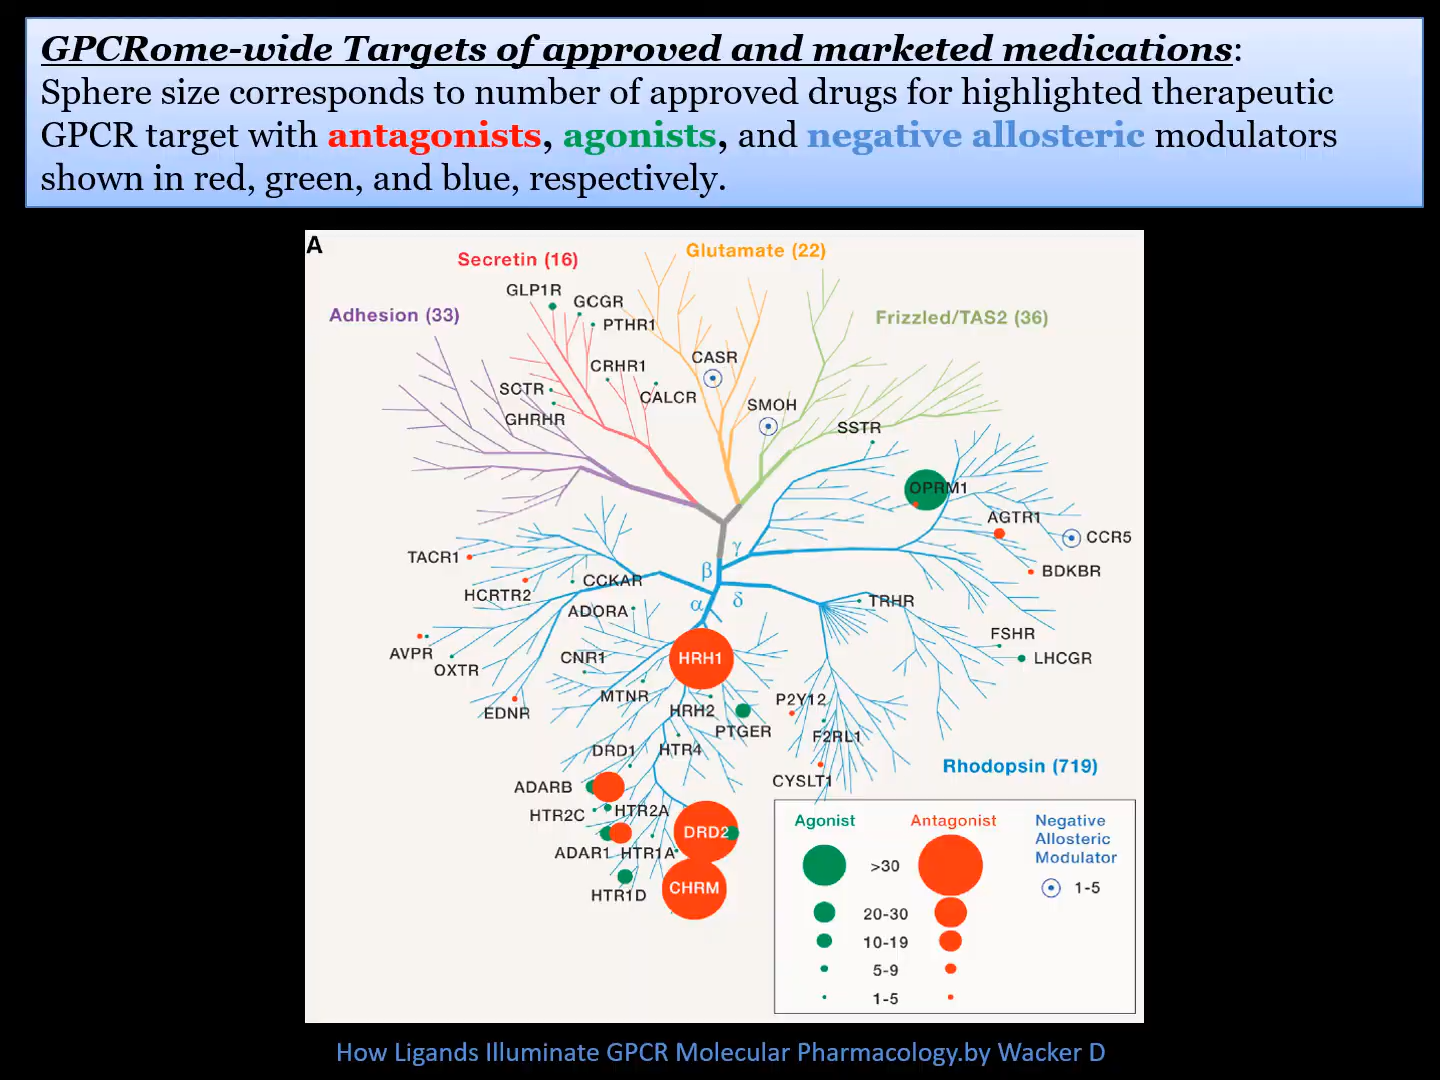 GPCRome-wide Targets of approved and marketed medications:
Sphere size corresponds to number of approved drugs for highlighted therapeutic
GPCR target with antagonists, agonists, and negative allosteric modulators
shown in red, green, and blue, respectively.
A
Secretin (16)
Glutamate (22)
Adhesion (33)
Frizzled/TAS2 (36)
GLP1R
GCGR
PTHR1
CRHR1
CASR
SCTR
CALCR
SMOH
GHRHR
SSTR
OPRM1
AGTR1
CCR5
TACR1
γ
BDKBR
β
CCKAR
HCRTR2
α
δ
TRHR
ADORA
FSHR
AVPR
OXTR
CNR1
HRH1
LHCGR
MTNR
EDNR
HRH2
P2Y12
PTGER
F2RL1
DRD1
HTR4
Rhodopsin (719)
CYSLT1
ADARB
HTR2C
HTR2A
DRD2
ADAR1
HTR1A
HTR1D
CHRM
Agonist
Antagonist
Negative
Allosteric
Modulator
>30
1-5
20-30
10-19
5-9
1-5
How Ligands Illuminate GPCR Molecular Pharmacology.by Wacker D